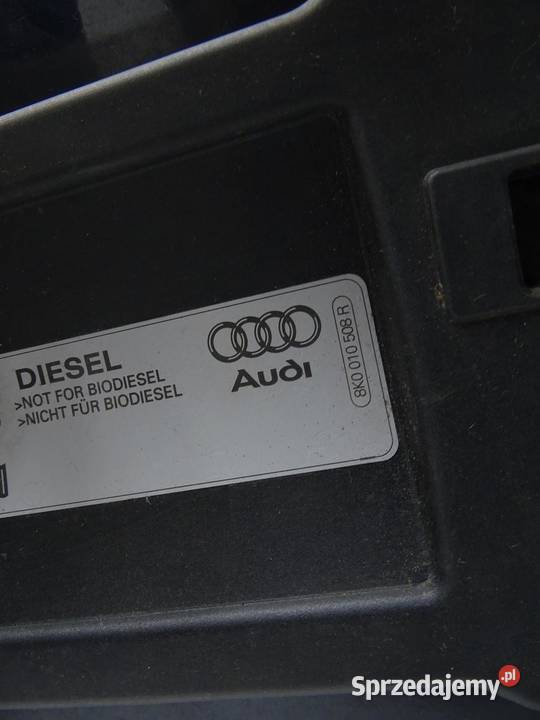 DIESEL
>NOT FOR BIODIESEL
>NICHT FÜR BIODIESEL
Audi
8K0 010 508 R
Sprzedajemy.pl